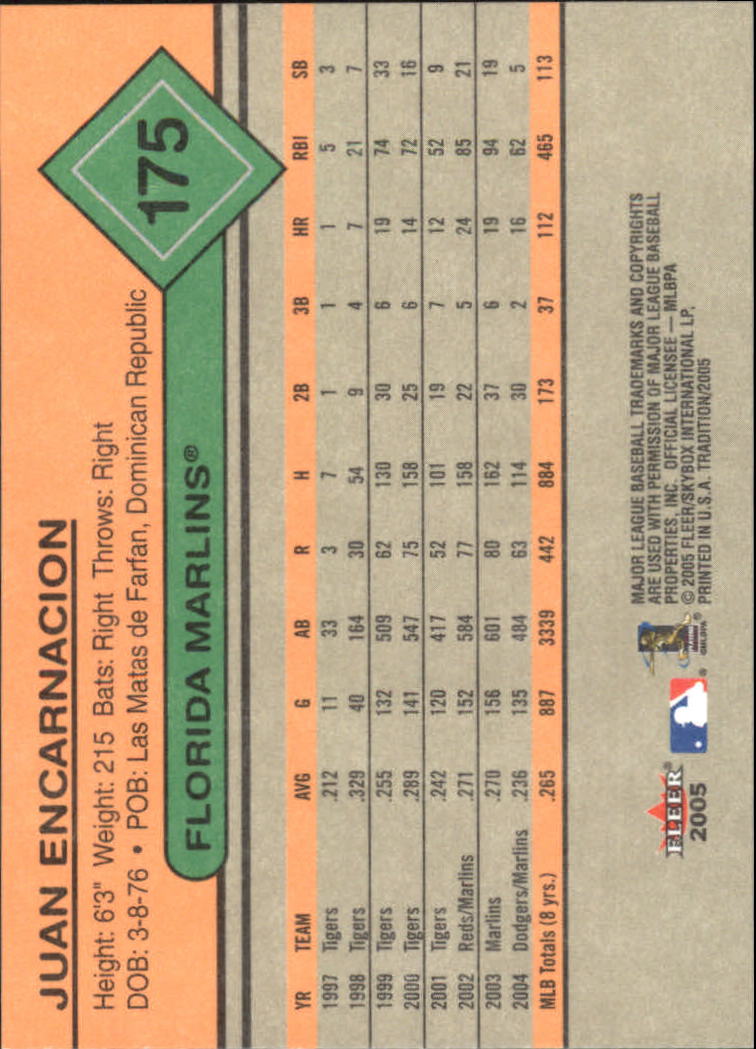 JUAN ENCARNACION
Height: 6'3" Weight: 215 Bats: Right Throws: Right
DOB: 3-8-76 • POB: Las Matas de Farfan, Dominican Republic
175
FLORIDA MARLINS®
YR TEAM AVG G AB R H 2B 3B HR RBI SB
1997 Tigers .212 11 33 3 7 1 1 1 5 3
1998 Tigers .329 40 164 30 54 9 4 7 21 7
1999 Tigers .255 132 509 62 130 30 6 19 74 33
2000 Tigers .289 141 547 75 158 25 6 14 72 16
2001 Tigers .242 120 417 52 101 19 7 12 52 9
2002 Reds/Marlins .271 152 584 77 158 22 5 24 85 21
2003 Marlins .270 156 601 80 162 37 6 19 94 19
2004 Dodgers/Marlins .236 135 484 63 114 30 2 16 62 5
MLB Totals (8 yrs.) .265 887 3339 442 884 173 37 112 465 113
FLEER®
2005
®
®
©MLBPA
MAJOR LEAGUE BASEBALL TRADEMARKS AND COPYRIGHTS
ARE USED WITH PERMISSION OF MAJOR LEAGUE BASEBALL
PROPERTIES, INC. OFFICIAL LICENSEE — MLBPA
© 2005 FLEER/SKYBOX INTERNATIONAL LP.
PRINTED IN U.S.A. TRADITION/2005